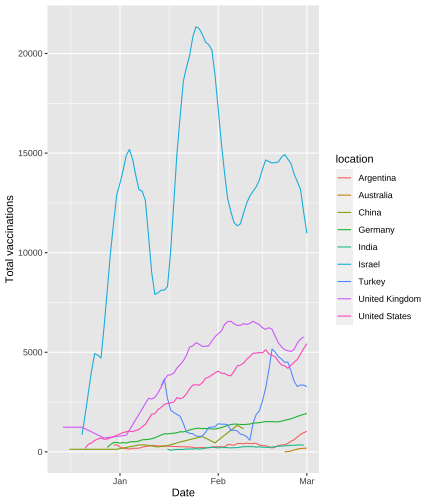 20000
15000
10000
5000
0
Total vaccinations
Jan
Feb
Mar
Date
location
Argentina
Australia
China
Germany
India
Israel
Turkey
United Kingdom
United States